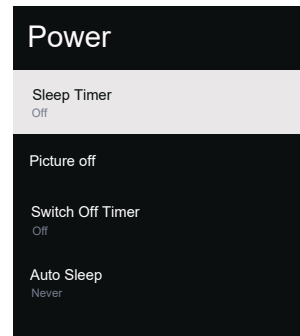 Power
Sleep Timer
Off
Picture off
Switch Off Timer
Off
Auto Sleep
Never